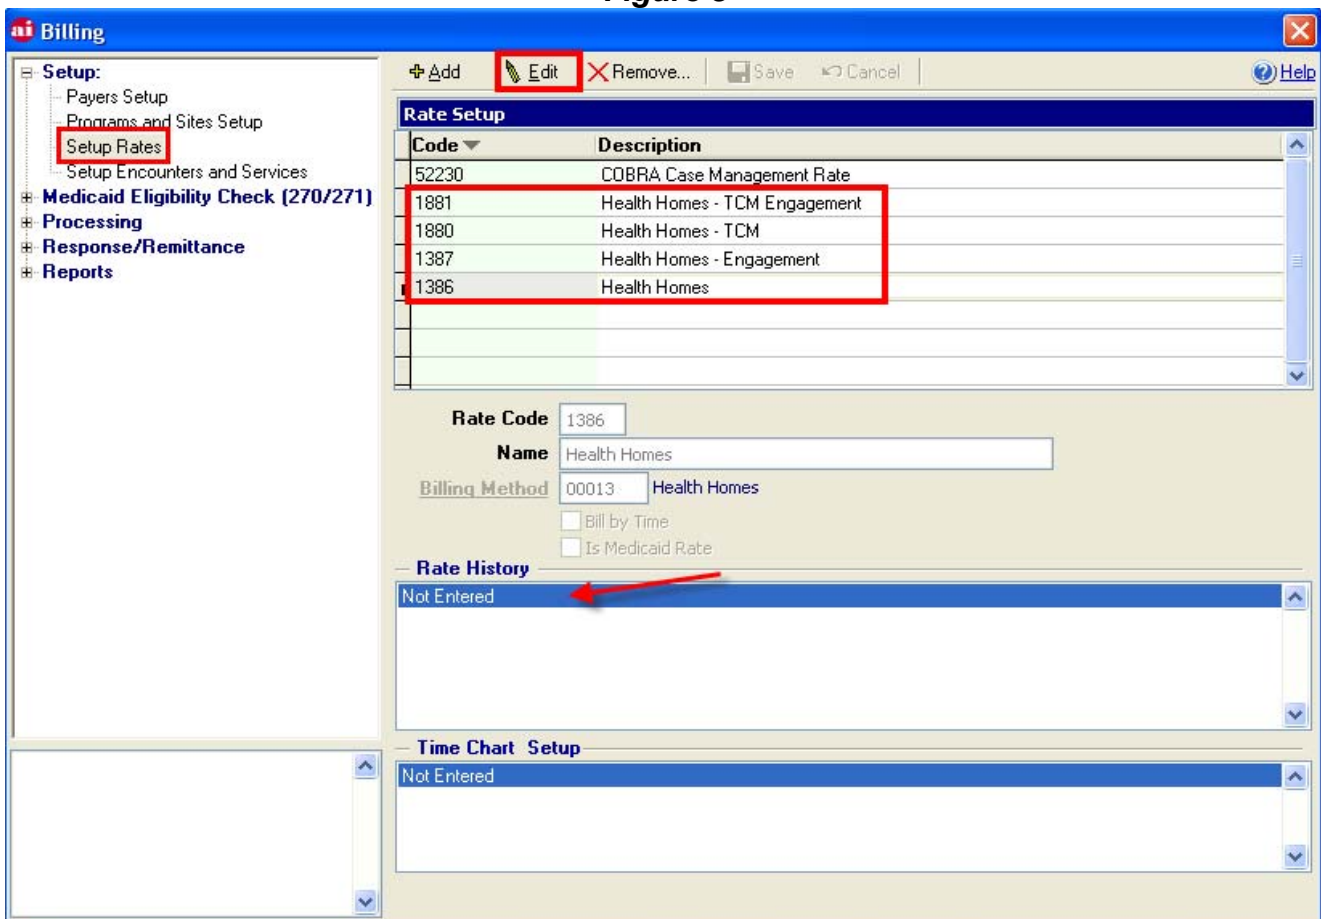 ai Billing
Setup:
Payers Setup
Programs and Sites Setup
Setup Rates
Setup Encounters and Services
Medicaid Eligibility Check (270/271)
Processing
Response/Remittance
Reports
Add Edit Remove... Save Cancel Help
Rate Setup
Code Description
52230 COBRA Case Management Rate
1881 Health Homes - TCM Engagement
1880 Health Homes - TCM
1387 Health Homes - Engagement
1386 Health Homes
Rate Code 1386
Name Health Homes
Billing Method 00013 Health Homes
Bill by Time
Is Medicaid Rate
Rate History
Not Entered
Time Chart Setup
Not Entered